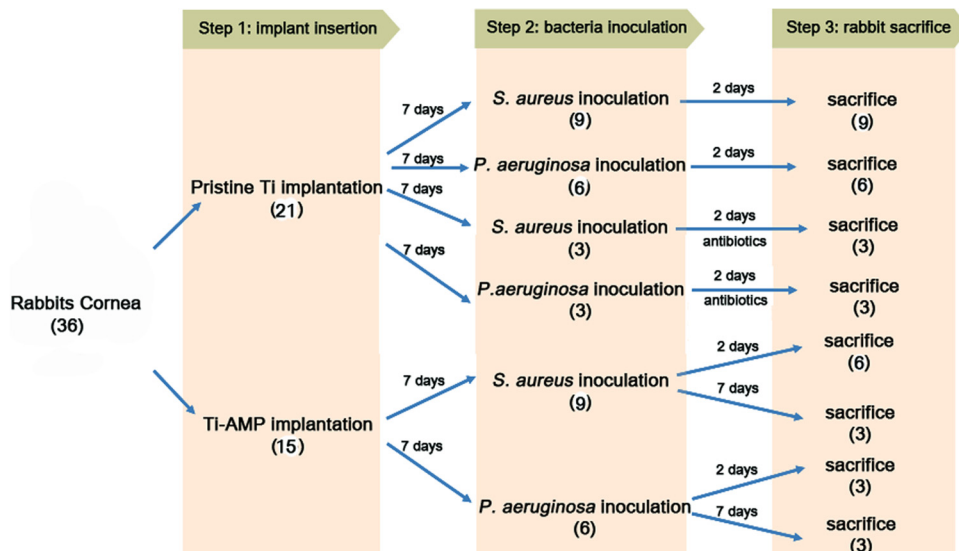 Step 1: implant insertion
Step 2: bacteria inoculation
Step 3: rabbit sacrifice
Rabbits Cornea
(36)
Pristine Ti implantation
(21)
7 days
S. aureus inoculation
(9)
2 days
sacrifice
(9)
7 days
P. aeruginosa inoculation
(6)
2 days
sacrifice
(6)
7 days
S. aureus inoculation
(3)
2 days
antibiotics
sacrifice
(3)
7 days
P.aeruginosa inoculation
(3)
2 days
antibiotics
sacrifice
(3)
Ti-AMP implantation
(15)
7 days
S. aureus inoculation
(9)
2 days
sacrifice
(6)
7 days
sacrifice
(3)
7 days
P. aeruginosa inoculation
(6)
2 days
sacrifice
(3)
7 days
sacrifice
(3)